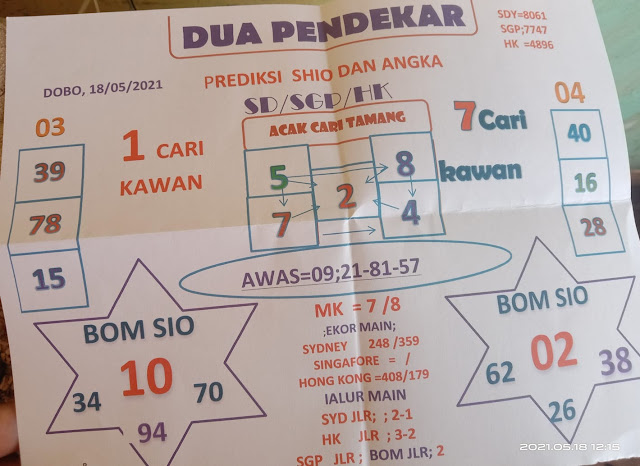 DUA PENDEKAR
SDY=8061
SGP;7747
HK =4896
DOBO, 18/05/2021
PREDIKSI SHIO DAN ANGKA
SD/SGP/HK
03
39
78
15
1 CARI
KAWAN
ACAK CARI TAMANG
5 8
2
7 4
7 Cari
kawan
04
40
16
28
AWAS=09;21-81-57
BOM SIO
10
34 70
94
MK = 7 /8
;EKOR MAIN;
SYDNEY 248 /359
SINGAPORE = /
HONG KONG =408/179
IALUR MAIN
SYD JLR; ; 2-1
HK JLR ; 3-2
SGP JLR ; BOM JLR; 2
BOM SIO
02
62 38
26
2021.05.18 12:15